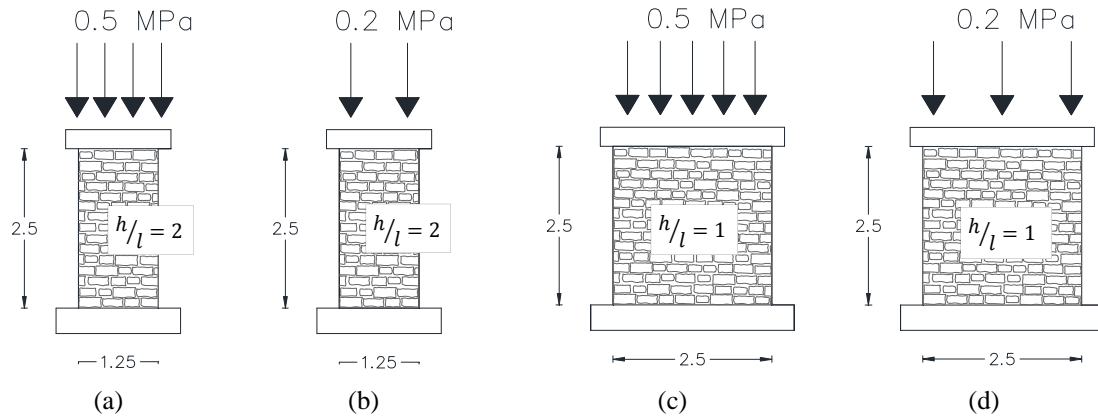 0.5 MPa
0.2 MPa
0.5 MPa
0.2 MPa
2.5
h/l = 2
2.5
h/l = 2
2.5
h/l = 1
2.5
h/l = 1
1.25
1.25
2.5
2.5
(a)
(b)
(c)
(d)